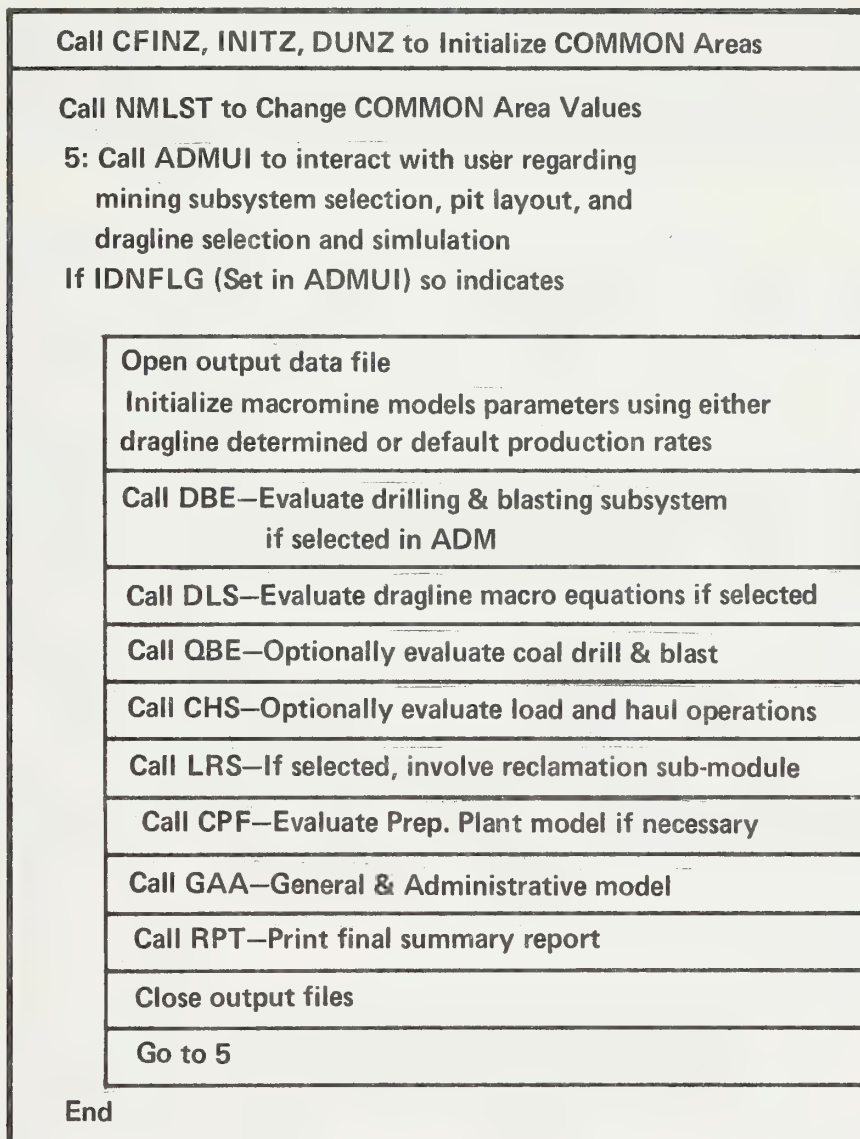 Call CFINZ, INITZ, DUNZ to Initialize COMMON Areas
Call NMLST to Change COMMON Area Values
5: Call ADMUI to interact with user regarding
mining subsystem selection, pit layout, and
dragline selection and simlulation
If IDNFLG (Set in ADMUI) so indicates
Open output data file
Initialize macromine models parameters using either
dragline determined or default production rates
Call DBE—Evaluate drilling & blasting subsystem
if selected in ADM
Call DLS—Evaluate dragline macro equations if selected
Call QBE—Optionally evaluate coal drill & blast
Call CHS—Optionally evaluate load and haul operations
Call LRS—If selected, involve reclamation sub-module
Call CPF—Evaluate Prep. Plant model if necessary
Call GAA—General & Administrative model
Call RPT—Print final summary report
Close output files
Go to 5
End